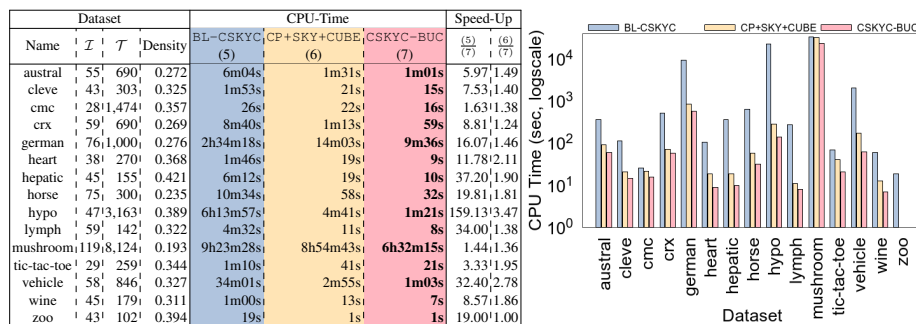 Dataset CPU-Time Speed-Up
Name I T Density BL-CSKYC (5) CP+SKY+CUBE (6) CSKYC-BUC (7) (5)/(7) (6)/(7)
austral 55 690 0.272 6m04s 1m31s 1m01s 5.97 1.49
cleve 43 303 0.325 1m53s 21s 15s 7.53 1.40
cmc 28 1,474 0.357 26s 22s 16s 1.63 1.38
crx 59 690 0.269 8m40s 1m13s 59s 8.81 1.24
german 76 1,000 0.276 2h34m18s 14m03s 9m36s 16.07 1.46
heart 38 270 0.368 1m46s 19s 9s 11.78 2.11
hepatic 45 155 0.421 6m12s 19s 10s 37.20 1.90
horse 75 300 0.235 10m34s 58s 32s 19.81 1.81
hypo 47 3,163 0.389 6h13m57s 4m41s 1m21s 159.13 3.47
lymph 59 142 0.322 4m32s 11s 8s 34.00 1.38
mushroom 119 8,124 0.193 9h23m28s 8h54m43s 6h32m15s 1.44 1.36
tic-tac-toe 29 259 0.344 1m10s 41s 21s 3.33 1.95
vehicle 58 846 0.327 34m01s 2m55s 1m03s 32.40 2.78
wine 45 179 0.311 1m00s 13s 7s 8.57 1.86
zoo 43 102 0.394 19s 1s 1s 19.00 1.00
BL-CSKYC CP+SKY+CUBE CSKYC-BUC
CPU Time (sec, logscale)
10^4
10^3
10^2
10^1
10^0
austral cleve cmc crx german heart hepatic horse hypo lymph mushroom tic-tac-toe vehicle wine zoo
Dataset